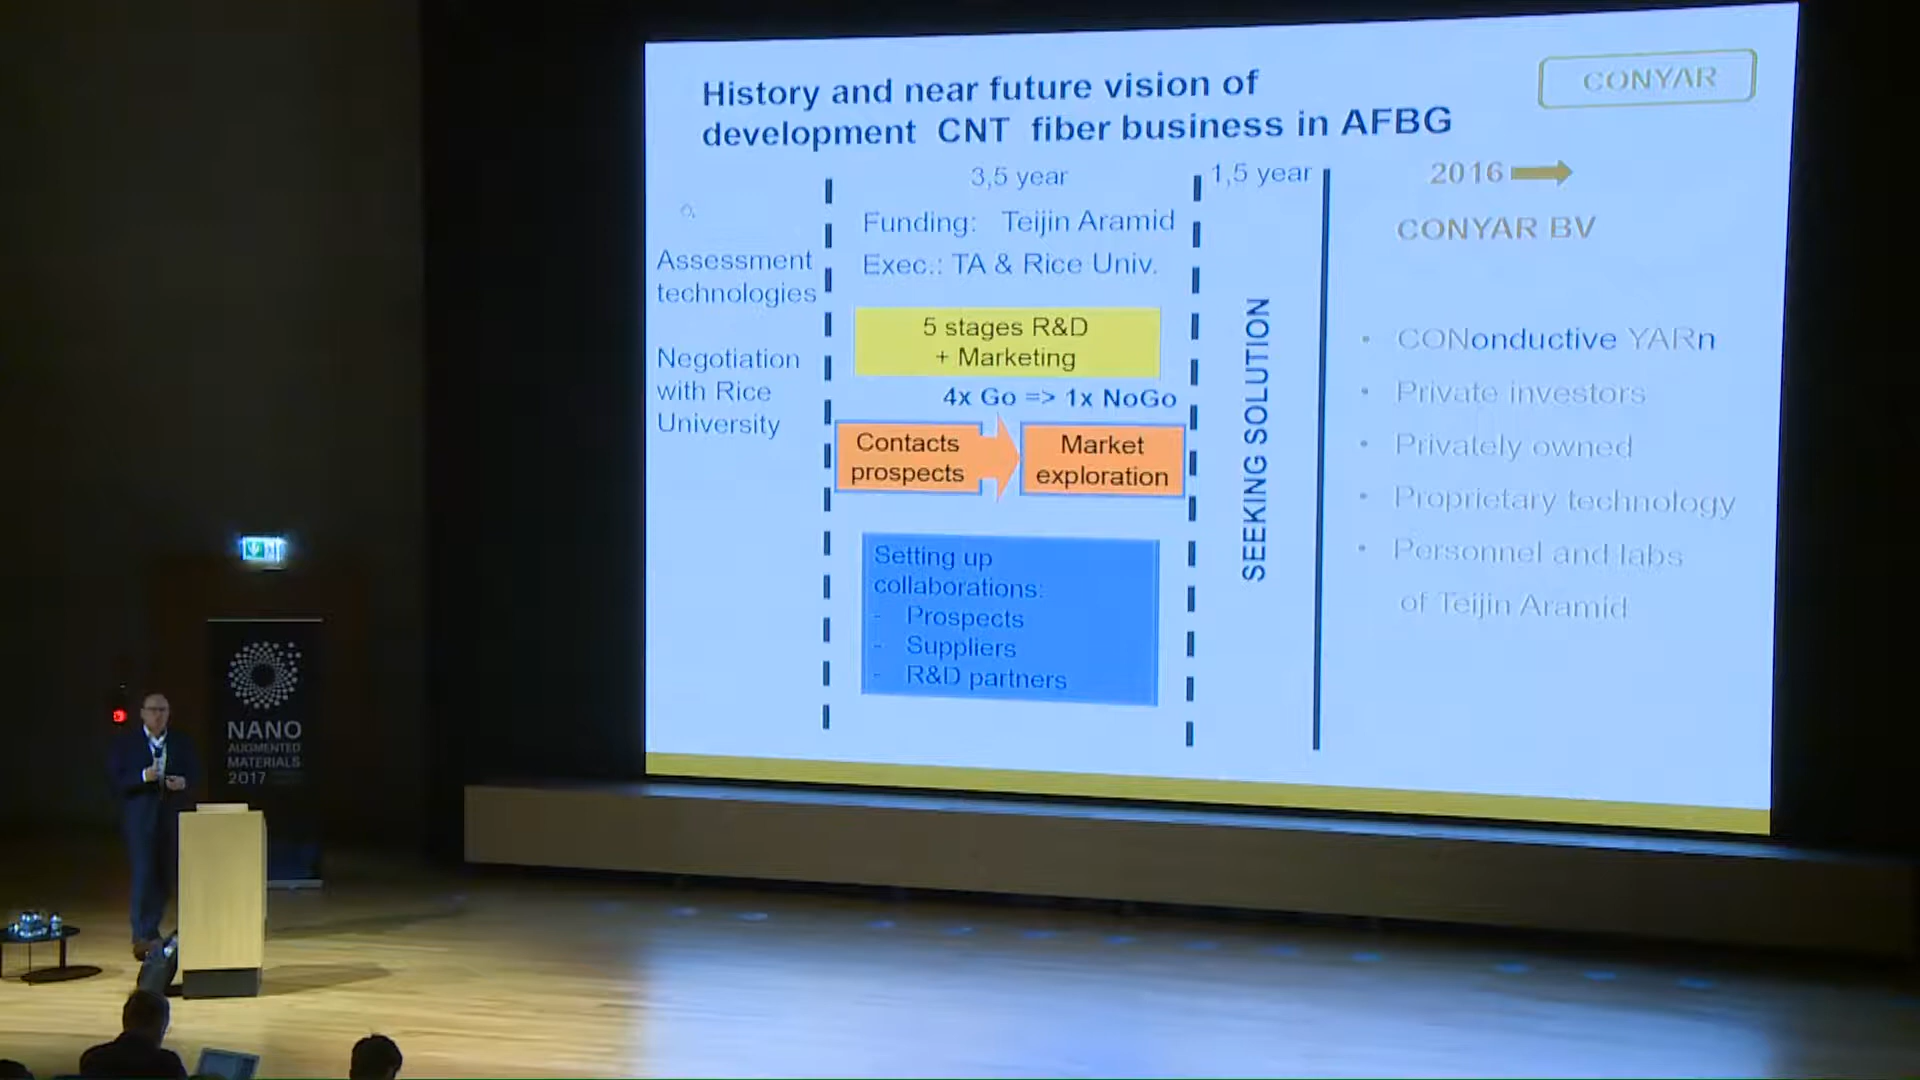 History and near future vision of
development CNT fiber business in AFBG
CONYAR
3,5 year
1,5 year
2016
Assessment
technologies
Negotiation
with Rice
University
Funding: Teijin Aramid
Exec.: TA & Rice Univ.
5 stages R&D
+ Marketing
4x Go => 1x NoGo
Contacts
prospects
Market
exploration
Setting up
collaborations:
- Prospects
- Suppliers
- R&D partners
SEEKING SOLUTION
CONYAR BV
• CONonductive YARn
• Private investors
• Privately owned
• Proprietary technology
• Personnel and labs
of Teijin Aramid
NANO
AUGMENTED
MATERIALS
2017